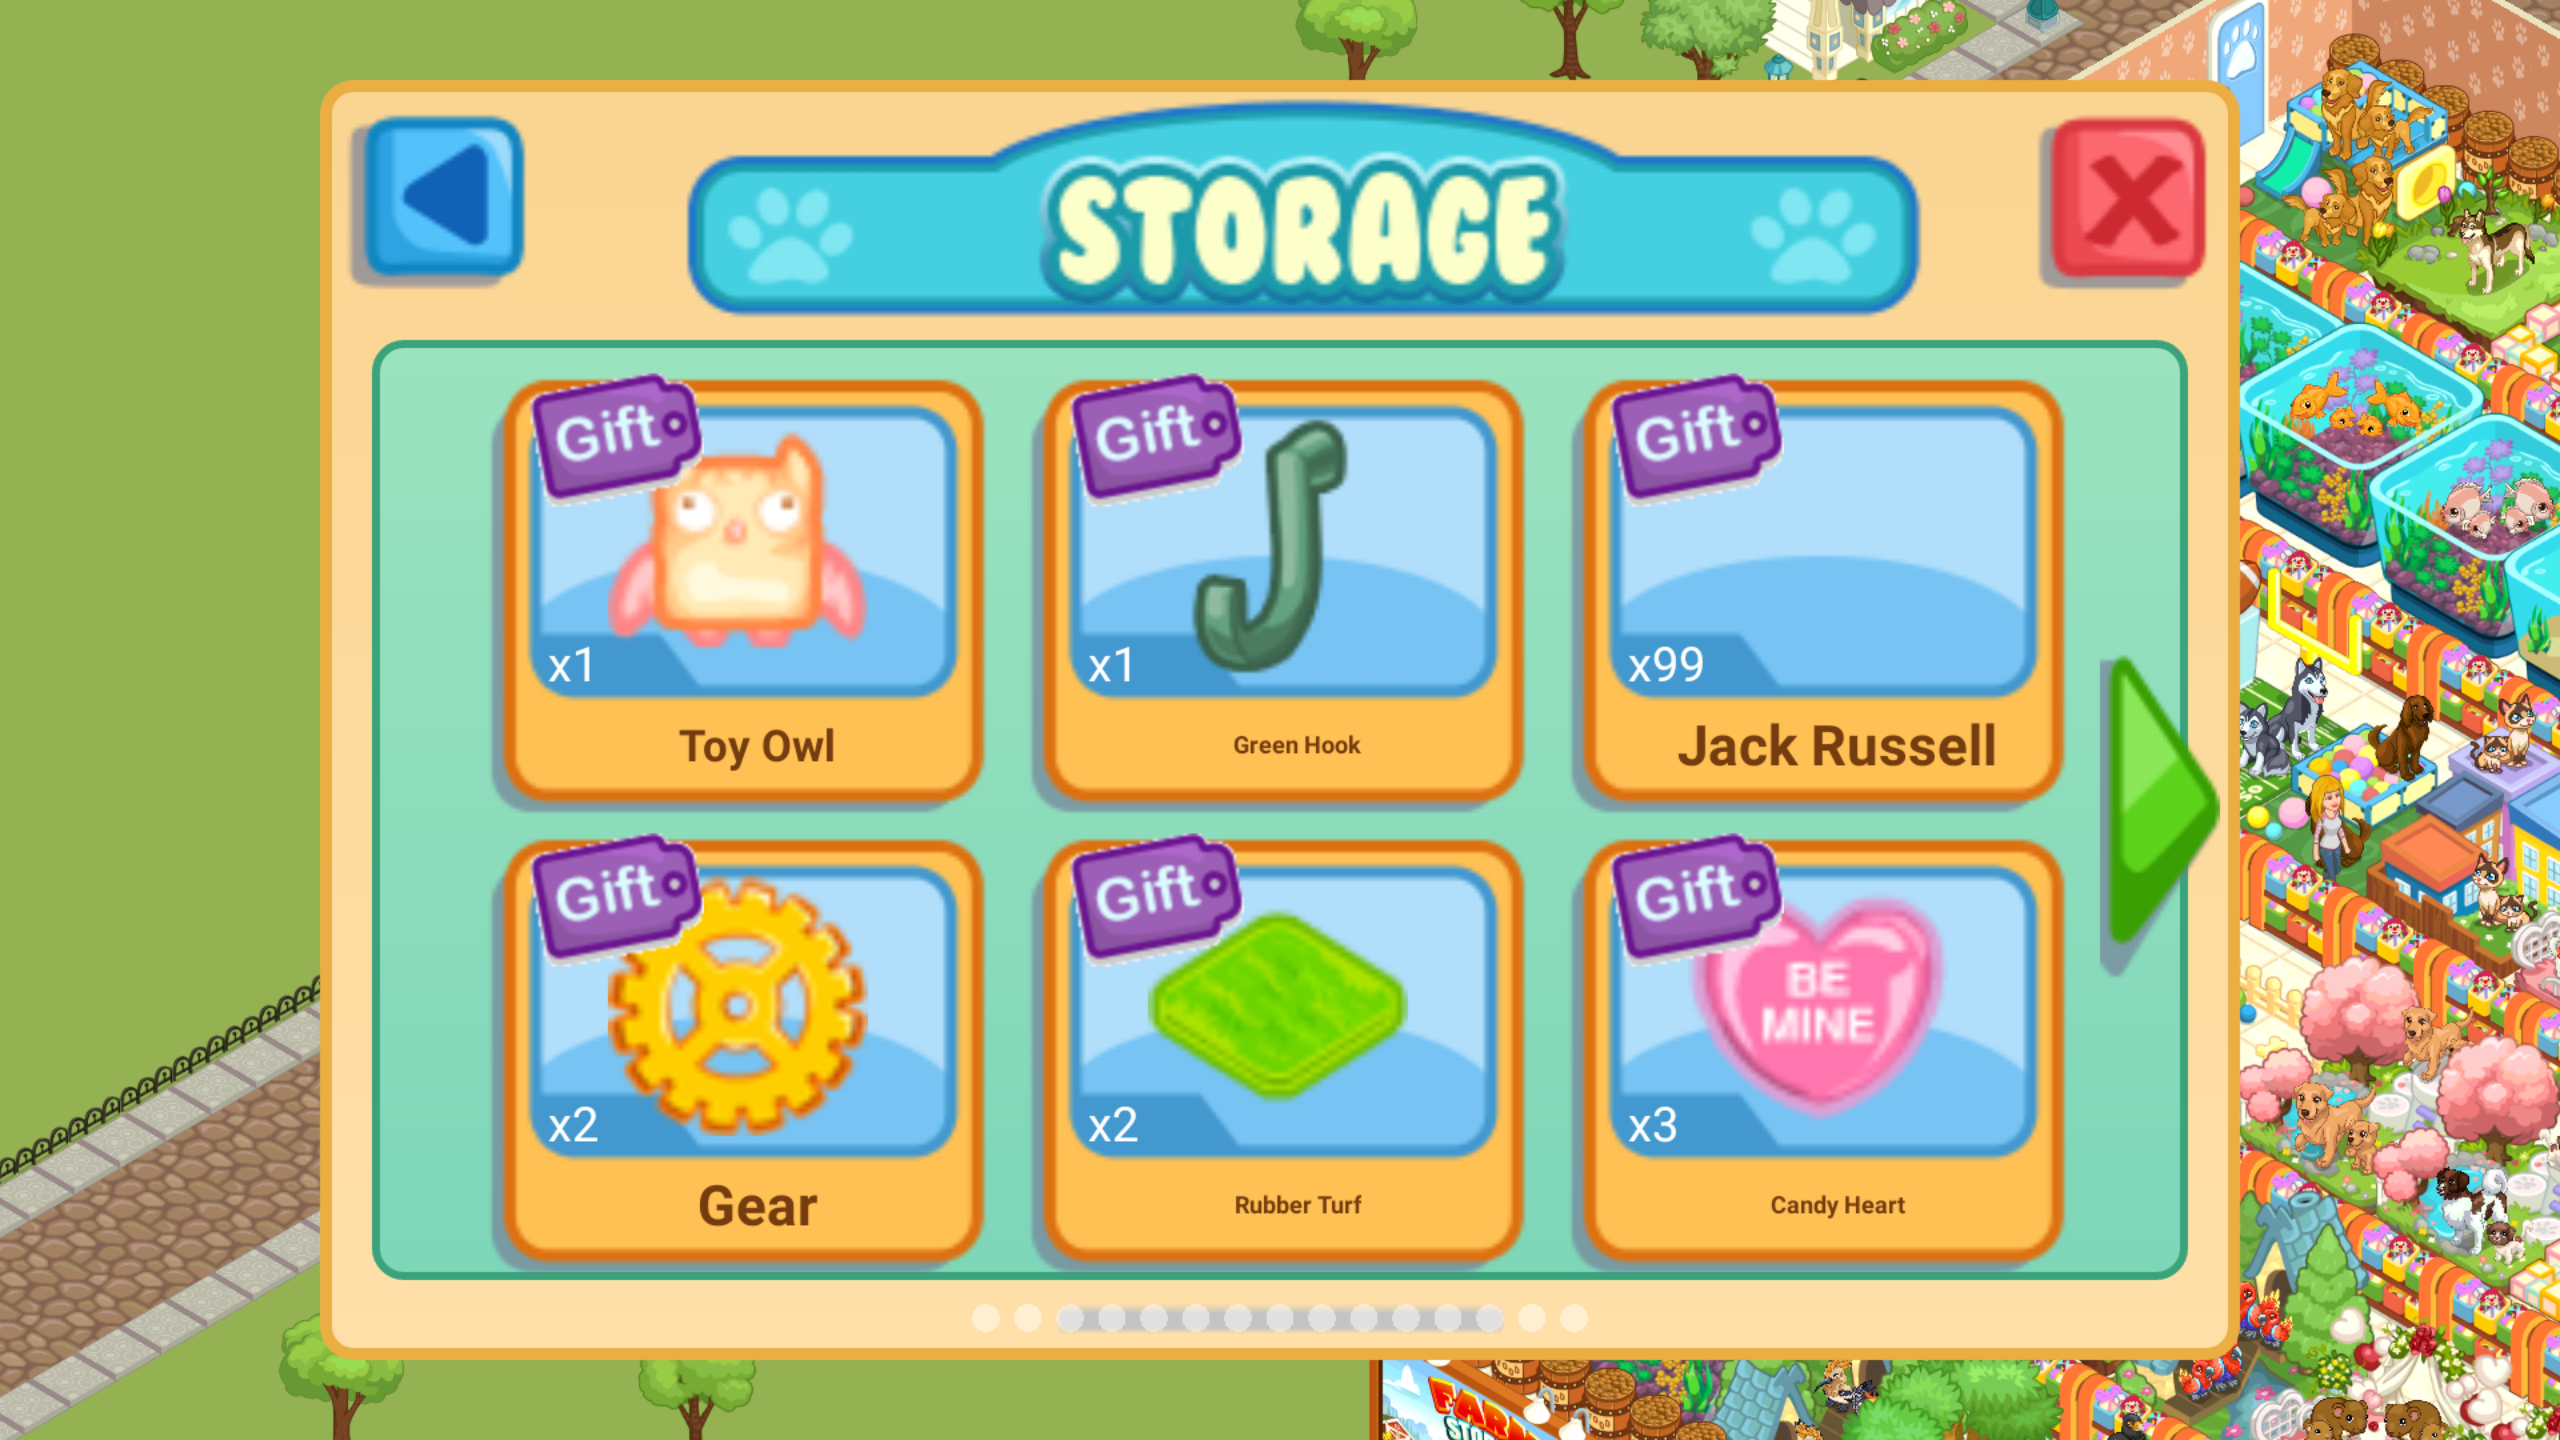 STORAGE
Gift
x1
Toy Owl
Gift
x1
Green Hook
Gift
x99
Jack Russell
Gift
x2
Gear
Gift
x2
Rubber Turf
Gift
BE
MINE
x3
Candy Heart